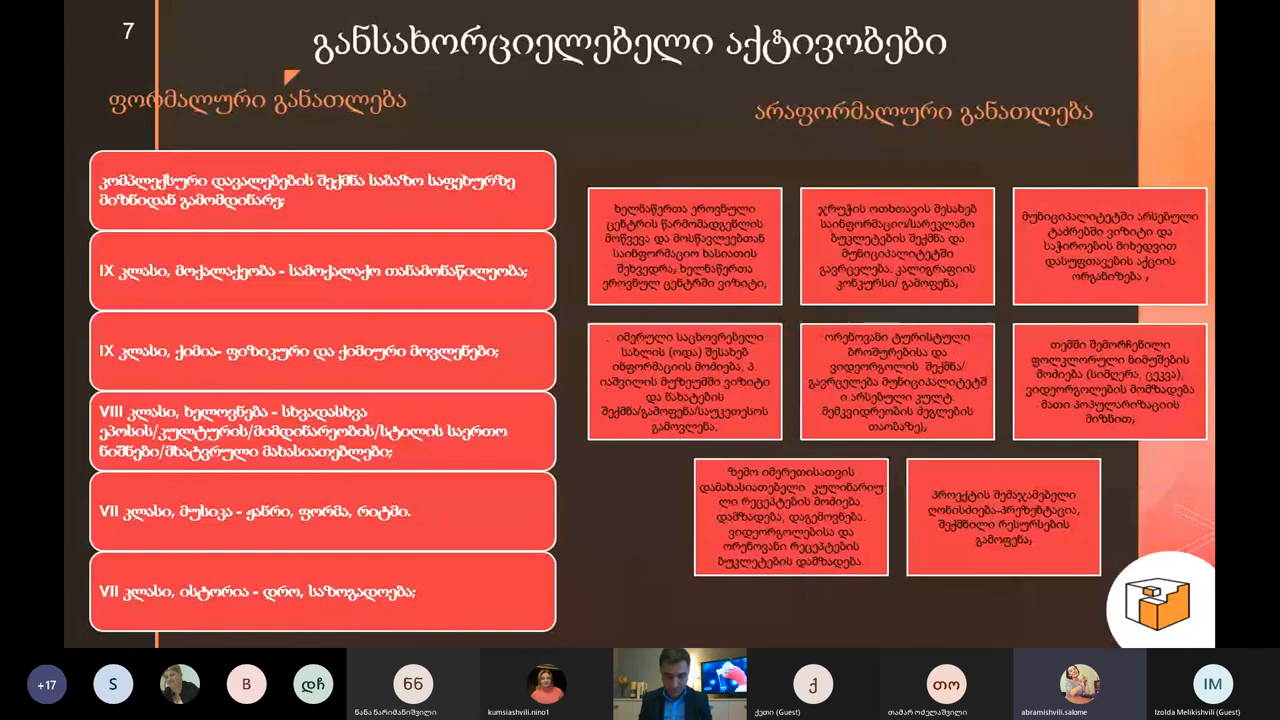 7
განსახორციელებელი აქტივობები
ფორმალური განათლება
არაფორმალური განათლება
კომპლექსური დავალებების შექმნა საბაზო საფეხურზე
მიზნიდან გამომდინარე;
IX კლასი, მოქალაქეობა - სამოქალაქო თანამონაწილეობა;
IX კლასი, ქიმია- ფიზიკური და ქიმიური მოვლენები;
VIII კლასი, ხელოვნება - სხვადასხვა
ეპოსის/კულტურის/მიმდინარეობის/სტილის საერთო
ნიშნები/მხატვრული მახასიათებლები;
VII კლასი, მუსიკა - ჟანრი, ფორმა, რიტმი.
VII კლასი, ისტორია - დრო, საზოგადოება;
ხელნაწერთა ეროვნული
ცენტრის წარმომადგენლის
მოწვევა და მოსწავლეებთან
საინფორმაციო ხასიათის
შეხვედრა; ხელნაწერთა
ეროვნულ ცენტრში ვიზიტი;
ჯრუჭის ოთხთავის შესახებ
საინფორმაციო/სარეკლამო
ბუკლეტების შექმნა და
მუნიციპალიტეტში
გავრცელება. კალიგრაფიის
კონკურსი/ გამოფენა;
მუნიციპალიტეტში არსებული
ტაძრებში ვიზიტი და
საჭიროების მიხედვით
დასუფთავების აქციის
ორგანიზება ;
. იმერული საცხოვრებელი
სახლის (ოდა) შესახებ
ინფორმაციის მოძიება, პ.
იაშვილის მუზეუმში ვიზიტი
და ნახატების
შექმნა/გამოფენა/საუკეთესოს
გამოვლენა;
ორენოვანი ტურისტული
ბროშურებისა და
ვიდეორგოლის შექმნა/
გავრცელება მუნიციპალიტეტშ
ი არსებული კულტ.
მემკვიდრეობის ძეგლების
თაობაზე);
თემში შემორჩენილი
ფოლკლორული ნიმუშების
მოძიება (სიმღერა, ცეკვა),
ვიდეორგოლების მომზადება
მათი პოპულარიზაციის
მიზნით;
ზემო იმერეთისათვის
დამახასიათებელი კულინარიუ
ლი რეცეპტების მოძიება,
დამზადება, დაგემოვნება.
ვიდეორგოლებისა და
ორენოვანი რეცეპტების
ბუკლეტების დამზადება.
პროექტის შემაჯამებელი
ღონისძიება-პრეზენტაცია,
შექმნილი რესურსების
გამოფენა;
+17
S
B
დჩ
ნნ
ქ
თო
IM
ნანა ნარიმანიშვილი
kumsiashvili.nino1
ქეთი (Guest)
თამარ ოძელაშვილი
abramishvili.salome
Izolda Melikishvili (Guest)